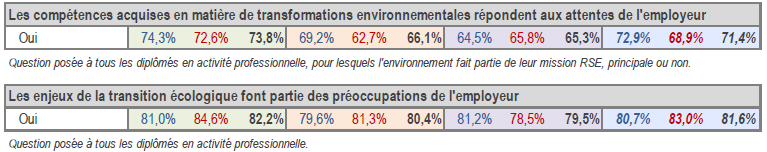 Les compétences acquises en matière de transformations environnementales répondent aux attentes de l'employeur
Oui 74,3% 72,6% 73,8% 69,2% 62,7% 66,1% 64,5% 65,8% 65,3% 72,9% 68,9% 71,4%
Question posée à tous les diplômés en activité professionnelle, pour lesquels l'environnement fait partie de leur mission RSE, principale ou non.
Les enjeux de la transition écologique font partie des préoccupations de l'employeur
Oui 81,0% 84,6% 82,2% 79,6% 81,3% 80,4% 81,2% 78,5% 79,5% 80,7% 83,0% 81,6%
Question posée à tous les diplômés en activité professionnelle.